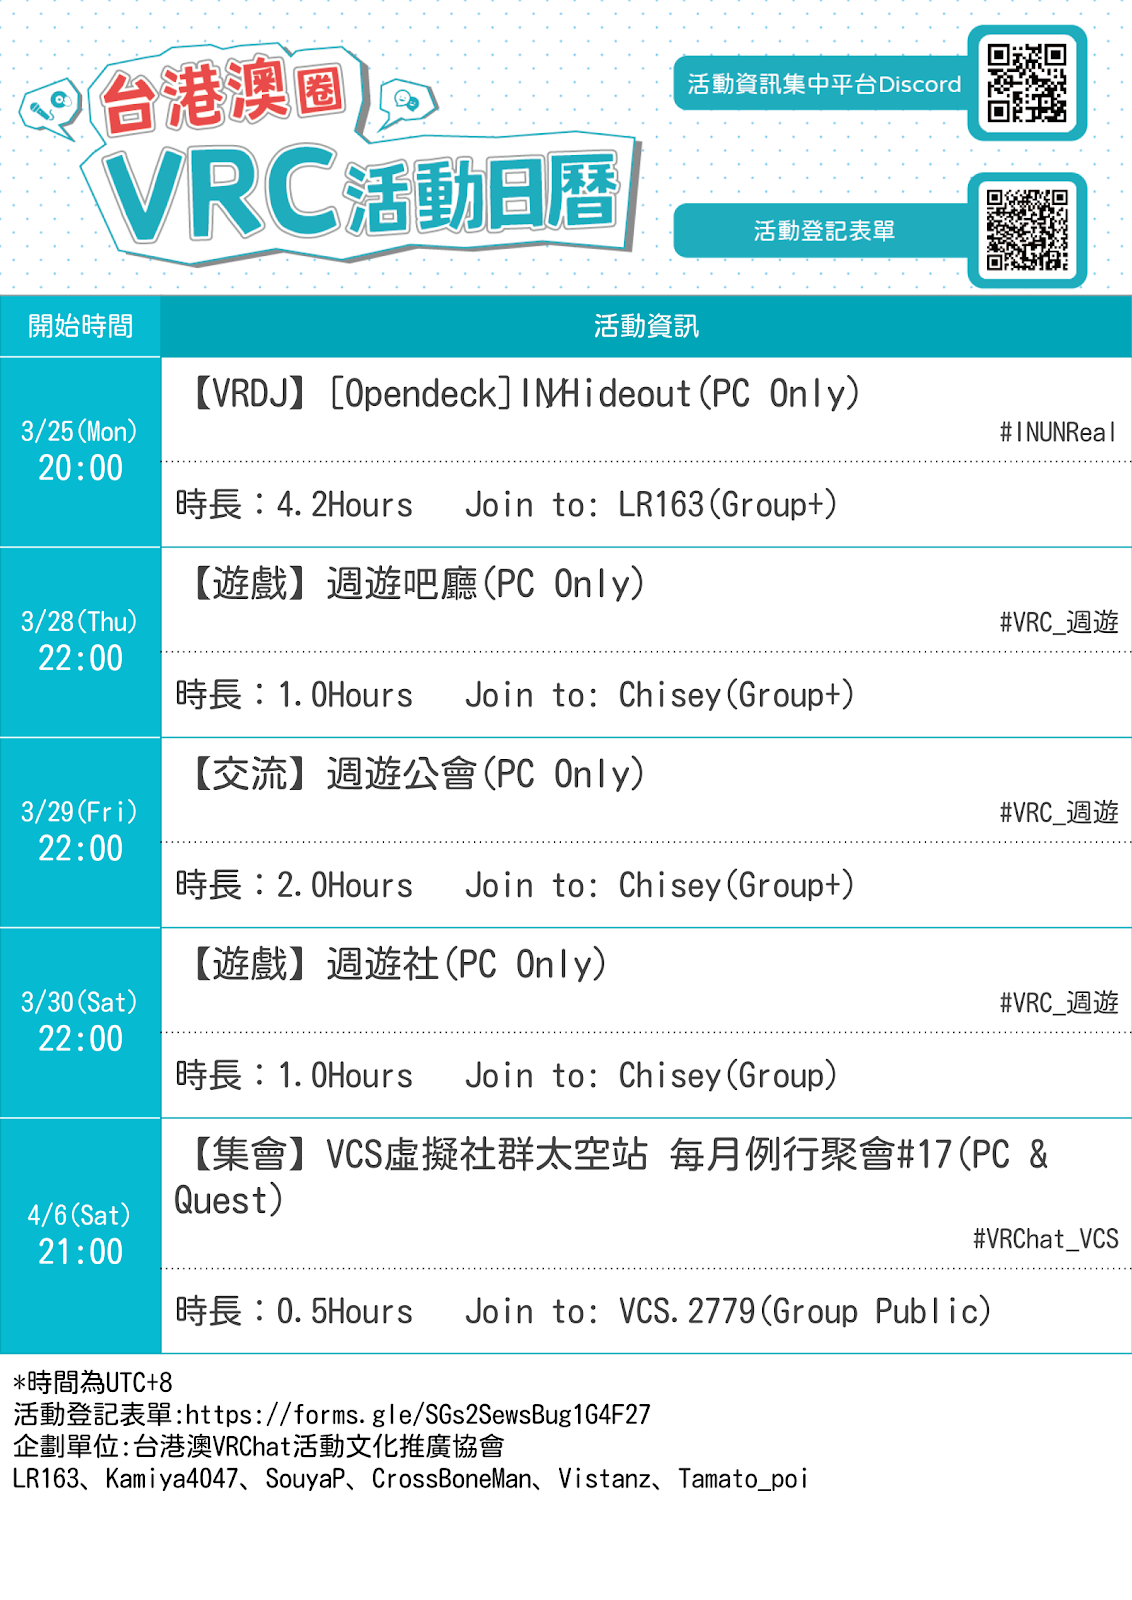 台港澳圈
VRC活動日曆
活動資訊集中平台Discord
活動登記表單
開始時間
活動資訊
3/25(Mon)
20:00
【VRDJ】[Opendeck]IN̸Hideout(PC Only)
#INUNReal
時長：4.2Hours Join to: LR163(Group+)
3/28(Thu)
22:00
【遊戲】週遊吧廳(PC Only)
#VRC_週遊
時長：1.0Hours Join to: Chisey(Group+)
3/29(Fri)
22:00
【交流】週遊公會(PC Only)
#VRC_週遊
時長：2.0Hours Join to: Chisey(Group+)
3/30(Sat)
22:00
【遊戲】週遊社(PC Only)
#VRC_週遊
時長：1.0Hours Join to: Chisey(Group)
4/6(Sat)
21:00
【集會】VCS虛擬社群太空站 每月例行聚會#17(PC &
Quest)
#VRChat_VCS
時長：0.5Hours Join to: VCS.2779(Group Public)
*時間為UTC+8
活動登記表單:https://forms.gle/SGs2SewsBug1G4F27
企劃單位:台港澳VRChat活動文化推廣協會
LR163、Kamiya4047、SouyaP、CrossBoneMan、Vistanz、Tamato_poi